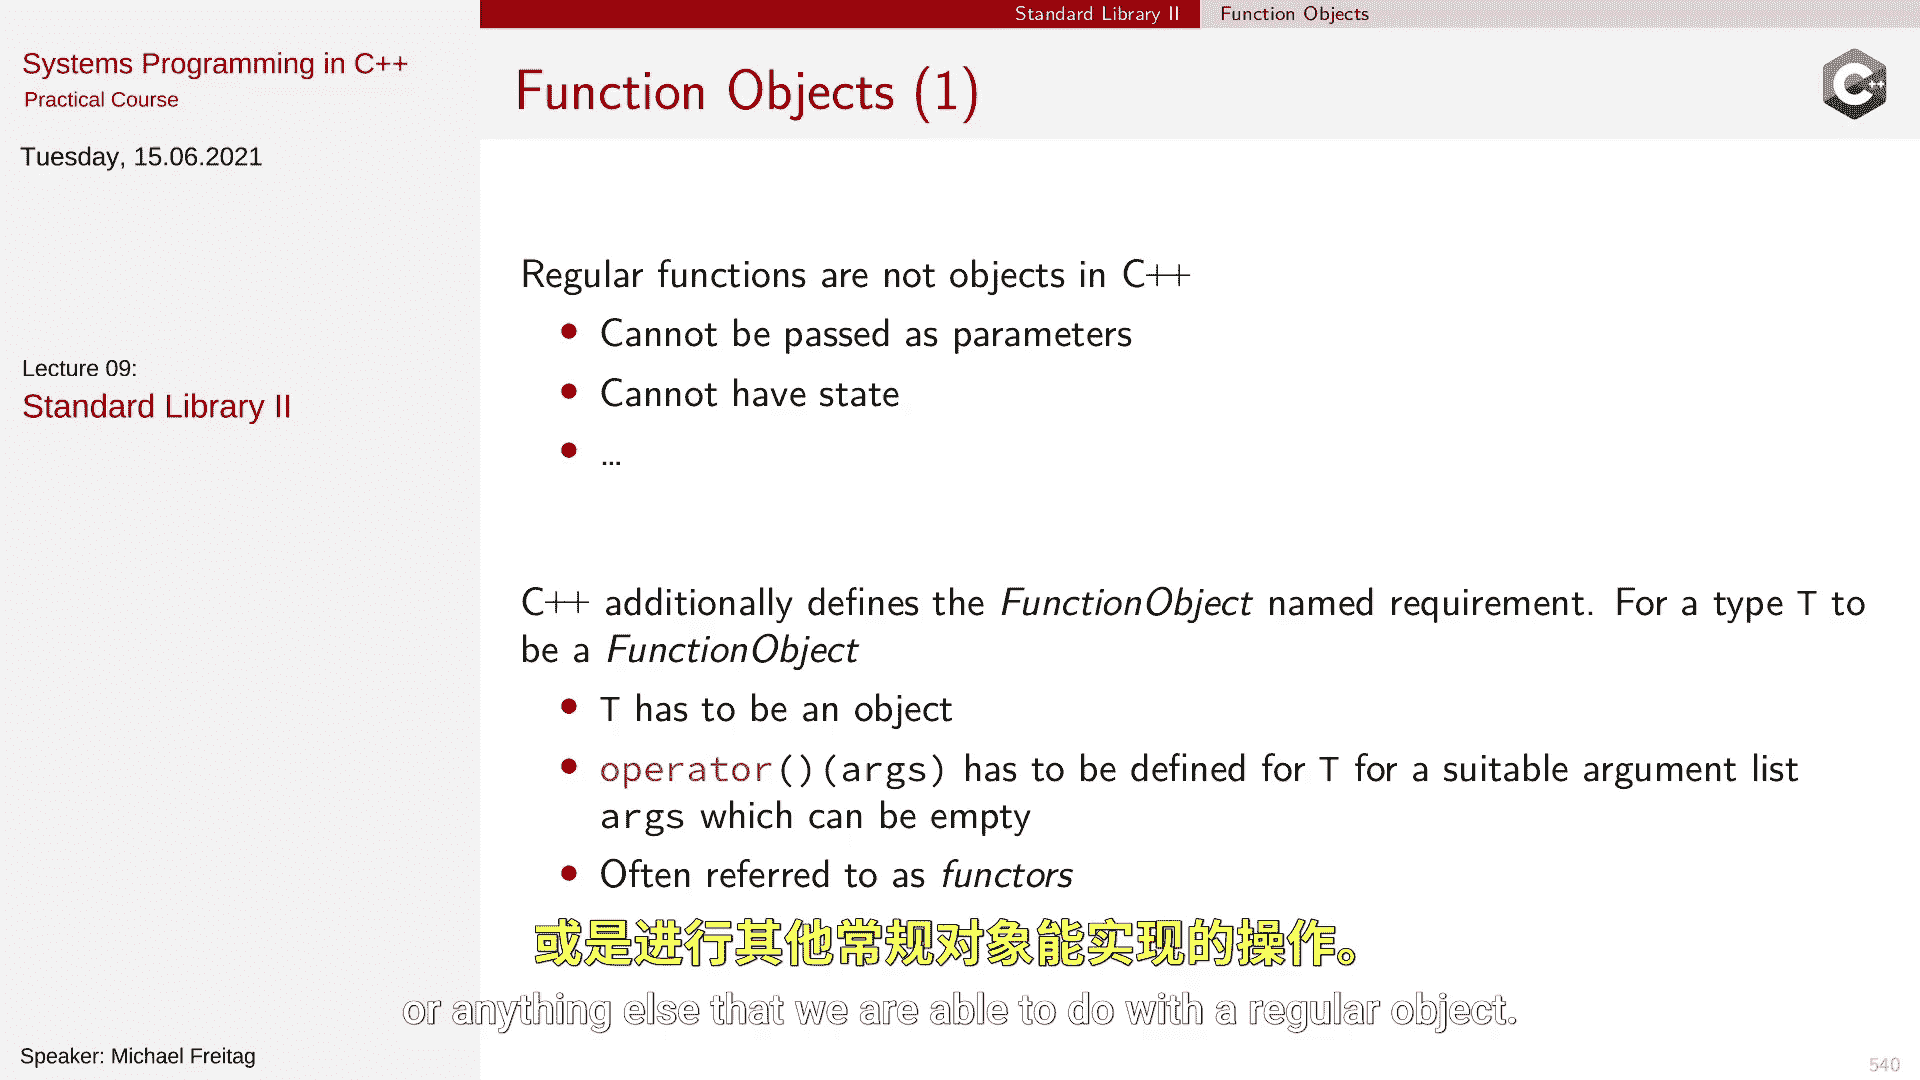 Standard Library II
Function Objects
Systems Programming in C++
Practical Course
Tuesday, 15.06.2021
Lecture 09:
Standard Library II
Function Objects (1)
C++
Regular functions are not objects in C++
• Cannot be passed as parameters
• Cannot have state
• …
C++ additionally defines the FunctionObject named requirement. For a type T to
be a FunctionObject
• T has to be an object
• operator()(args) has to be defined for T for a suitable argument list
args which can be empty
• Often referred to as functors
或是进行其他常规对象能实现的操作。
or anything else that we are able to do with a regular object.
Speaker: Michael Freitag
540